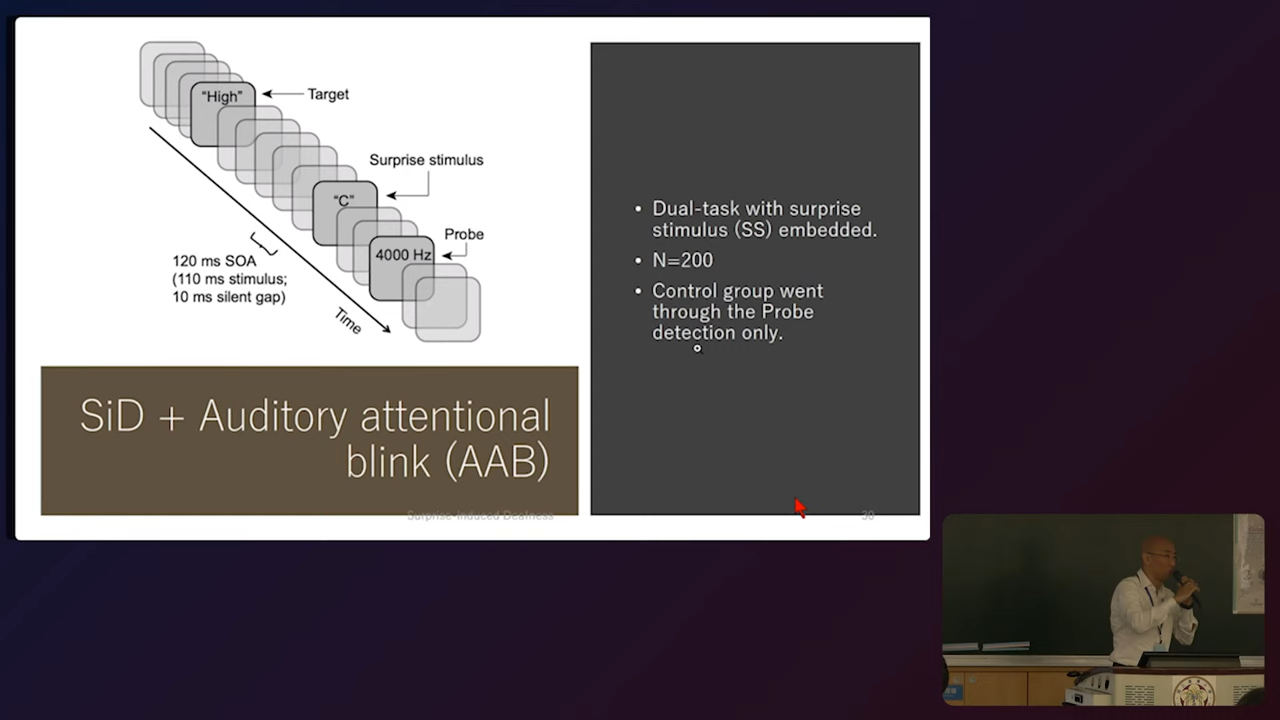 “High”
Target
Surprise stimulus
“C”
Probe
4000 Hz
120 ms SOA
(110 ms stimulus;
10 ms silent gap)
Time
SiD + Auditory attentional
blink (AAB)
• Dual-task with surprise
stimulus (SS) embedded.
• N=200
• Control group went
through the Probe
detection only.
Surprise-Induced Deafness
30